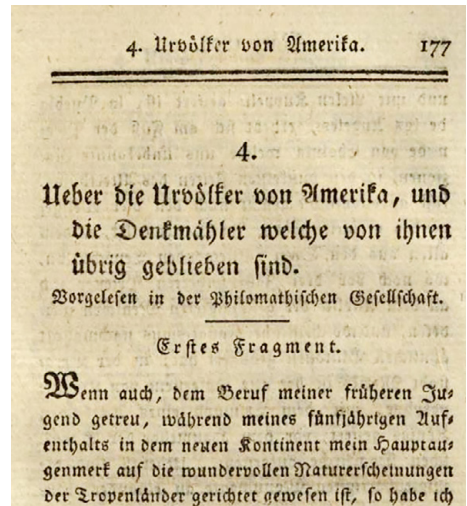 4. Urvölker von Amerika. 177
4.
Ueber die Urvölker von Amerika, und
die Denkmähler welche von ihnen
übrig geblieben sind.
Vorgelesen in der Philomathischen Gesellschaft.
Erstes Fragment.
Wenn auch, dem Beruf meiner früheren Ju⸗
gend getreu, während meines fünfjährigen Auf⸗
enthalts in dem neuen Kontinent mein Hauptau⸗
genmerk auf die wundervollen Naturerscheinungen
der Tropenländer gerichtet gewesen ist, so habe ich